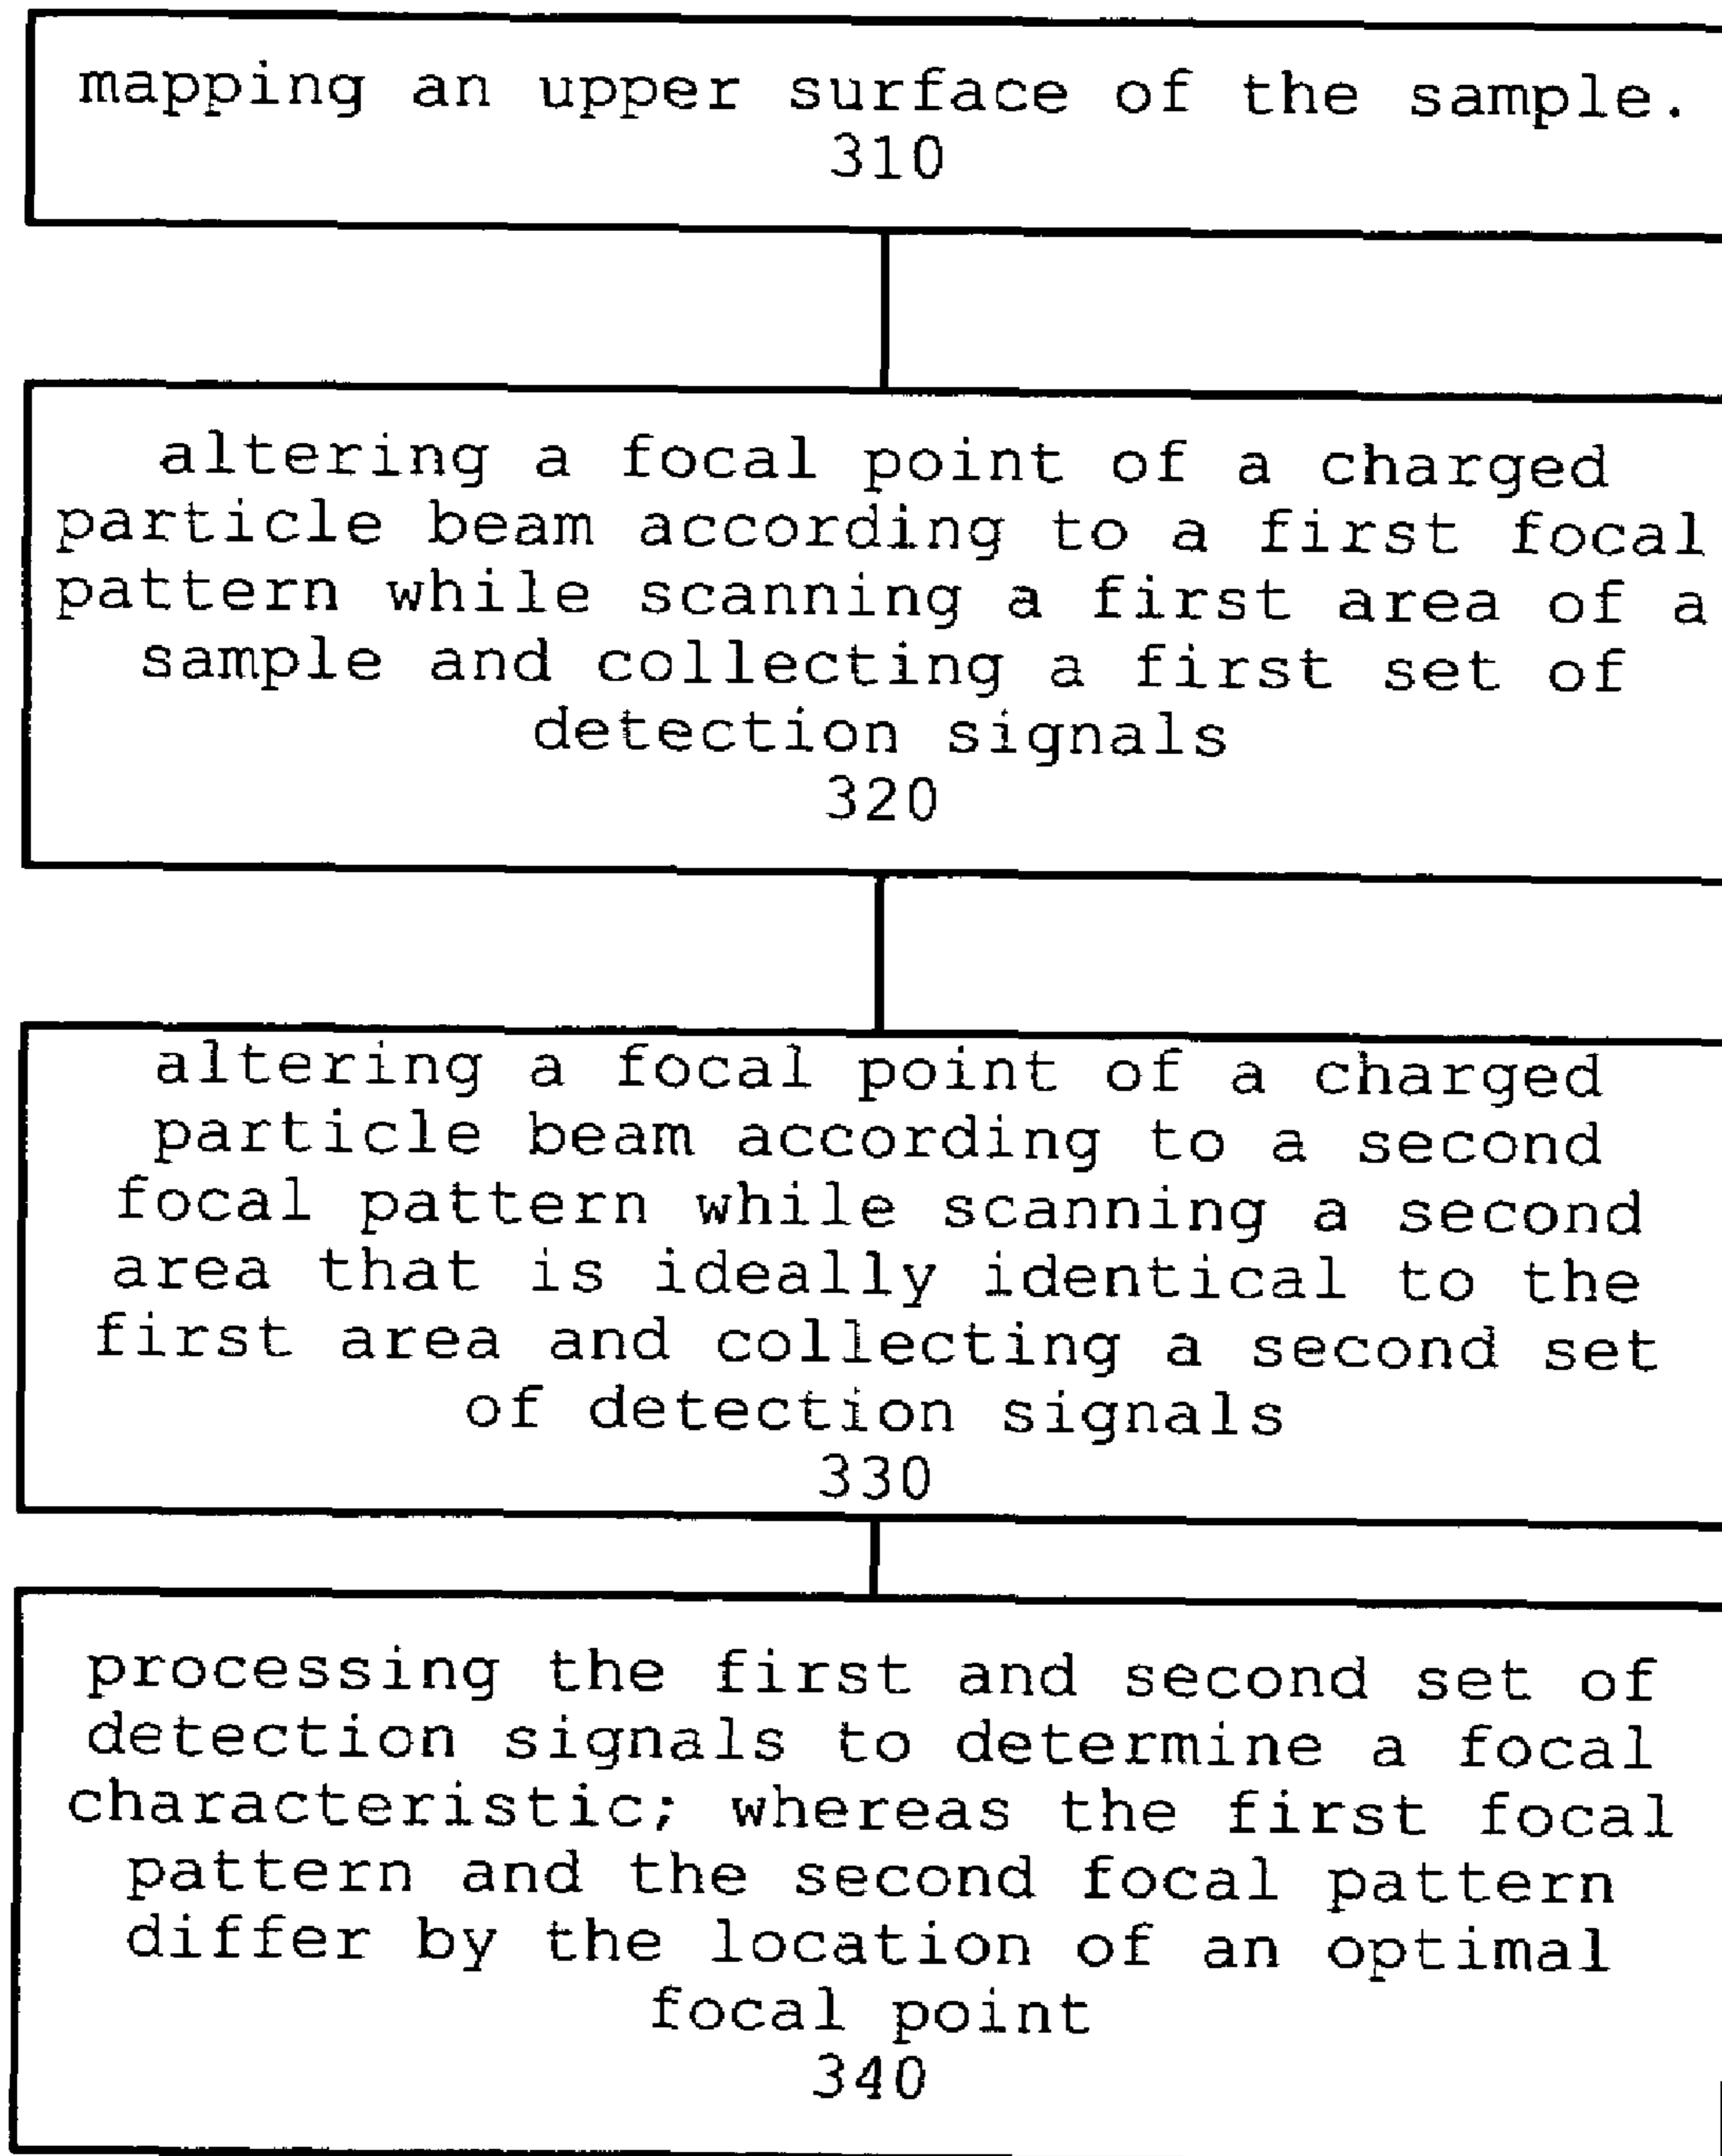 mapping an upper surface of the sample.
310
altering a focal point of a charged
particle beam according to a first focal
pattern while scanning a first area of a
sample and collecting a first set of
detection signals
320
altering a focal point of a charged
particle beam according to a second
focal pattern while scanning a second
area that is ideally identical to the
first area and collecting a second set
of detection signals
330
processing the first and second set of
detection signals to determine a focal
characteristic; whereas the first focal
pattern and the second focal pattern
differ by the location of an optimal
focal point
340